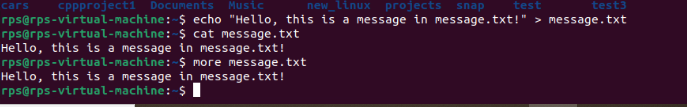 cars    cppproject1  Documents  Music      new_linux  projects  snap    test       test3
rps@rps-virtual-machine:~$ echo "Hello, this is a message in message.txt!" > message.txt
rps@rps-virtual-machine:~$ cat message.txt
Hello, this is a message in message.txt!
rps@rps-virtual-machine:~$ more message.txt
Hello, this is a message in message.txt!
rps@rps-virtual-machine:~$